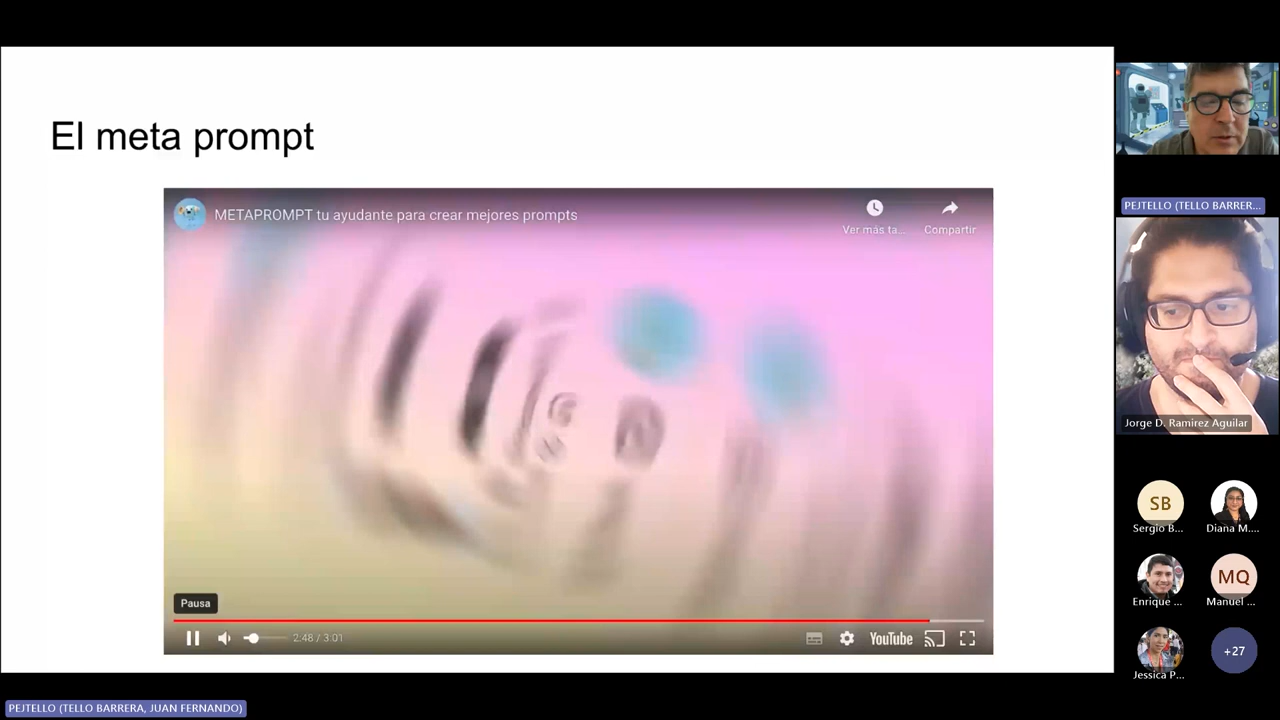 El meta prompt
METAPROMPT tu ayudante para crear mejores prompts
Ver más ta...
Compartir
Pausa
2:48 / 3:01
YouTube
PEJTELLO (TELLO BARRER...
Jorge D. Ramirez Aguilar
SB
Sergio B...
Diana M....
Enrique ...
MQ
Manuel ...
Jessica P...
+27
PEJTELLO (TELLO BARRERA, JUAN FERNANDO)